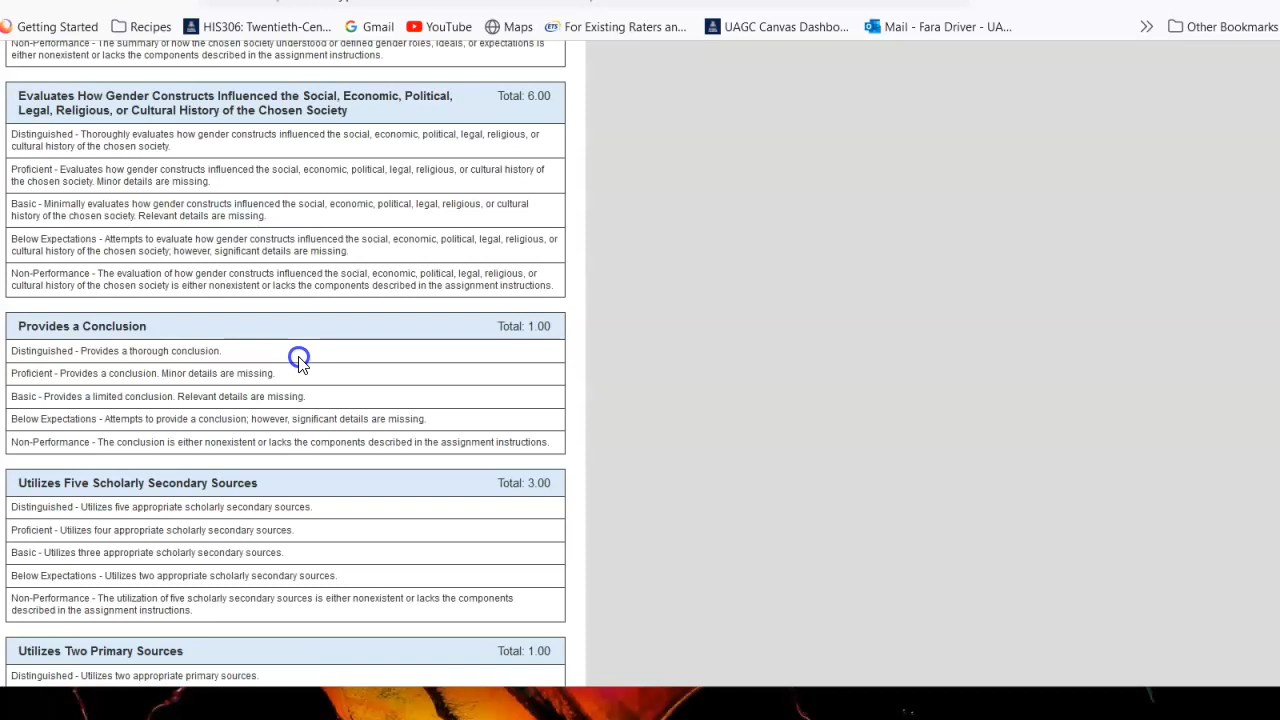 Getting Started Recipes HIS306: Twentieth-Cen... Gmail YouTube Maps ETS For Existing Raters an... UAGC Canvas Dashbo... Mail - Fara Driver - UA... Other Bookmarks
Non-Performance - The summary of how the chosen society understood or defined gender roles, ideals, or expectations is
either nonexistent or lacks the components described in the assignment instructions.
Evaluates How Gender Constructs Influenced the Social, Economic, Political, Total: 6.00
Legal, Religious, or Cultural History of the Chosen Society
Distinguished - Thoroughly evaluates how gender constructs influenced the social, economic, political, legal, religious, or
cultural history of the chosen society.
Proficient - Evaluates how gender constructs influenced the social, economic, political, legal, religious, or cultural history of
the chosen society. Minor details are missing.
Basic - Minimally evaluates how gender constructs influenced the social, economic, political, legal, religious, or cultural
history of the chosen society. Relevant details are missing.
Below Expectations - Attempts to evaluate how gender constructs influenced the social, economic, political, legal, religious, or
cultural history of the chosen society; however, significant details are missing.
Non-Performance - The evaluation of how gender constructs influenced the social, economic, political, legal, religious, or
cultural history of the chosen society is either nonexistent or lacks the components described in the assignment instructions.
Provides a Conclusion Total: 1.00
Distinguished - Provides a thorough conclusion.
Proficient - Provides a conclusion. Minor details are missing.
Basic - Provides a limited conclusion. Relevant details are missing.
Below Expectations - Attempts to provide a conclusion; however, significant details are missing.
Non-Performance - The conclusion is either nonexistent or lacks the components described in the assignment instructions.
Utilizes Five Scholarly Secondary Sources Total: 3.00
Distinguished - Utilizes five appropriate scholarly secondary sources.
Proficient - Utilizes four appropriate scholarly secondary sources.
Basic - Utilizes three appropriate scholarly secondary sources.
Below Expectations - Utilizes two appropriate scholarly secondary sources.
Non-Performance - The utilization of five scholarly secondary sources is either nonexistent or lacks the components
described in the assignment instructions.
Utilizes Two Primary Sources Total: 1.00
Distinguished - Utilizes two appropriate primary sources.